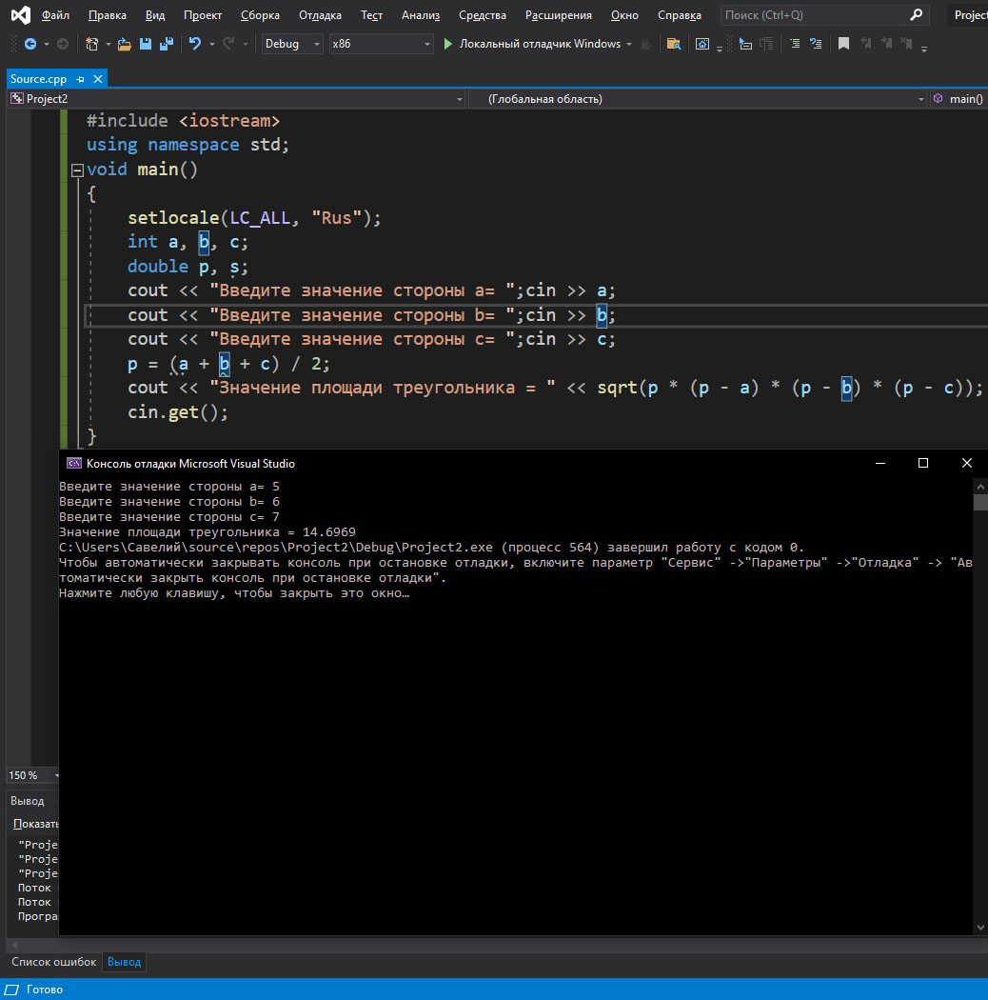 Файл Правка Вид Проект Сборка Отладка Тест Анализ Средства Расширения Окно Справка Поиск (Ctrl+Q) Project
Debug x86 Локальный отладчик Windows
Source.cpp
Project2 (Глобальная область) main()
#include <iostream>
using namespace std;
void main()
{
setlocale(LC_ALL, "Rus");
int a, b, c;
double p, s;
cout << "Введите значение стороны a= ";cin >> a;
cout << "Введите значение стороны b= ";cin >> b;
cout << "Введите значение стороны c= ";cin >> c;
p = (a + b + c) / 2;
cout << "Значение площади треугольника = " << sqrt(p * (p - a) * (p - b) * (p - c));
cin.get();
}
Консоль отладки Microsoft Visual Studio
Введите значение стороны a= 5
Введите значение стороны b= 6
Введите значение стороны c= 7
Значение площади треугольника = 14.6969
C:\Users\Савелий\source\repos\Project2\Debug\Project2.exe (процесс 564) завершил работу с кодом 0.
Чтобы автоматически закрывать консоль при остановке отладки, включите параметр "Сервис" ->"Параметры" ->"Отладка" -> "Ав
томатически закрыть консоль при остановке отладки".
Нажмите любую клавишу, чтобы закрыть это окно…
150 %
Вывод
Показать
"Proje
"Proje
"Proje
Поток
Поток
Програ
Список ошибок Вывод
Готово